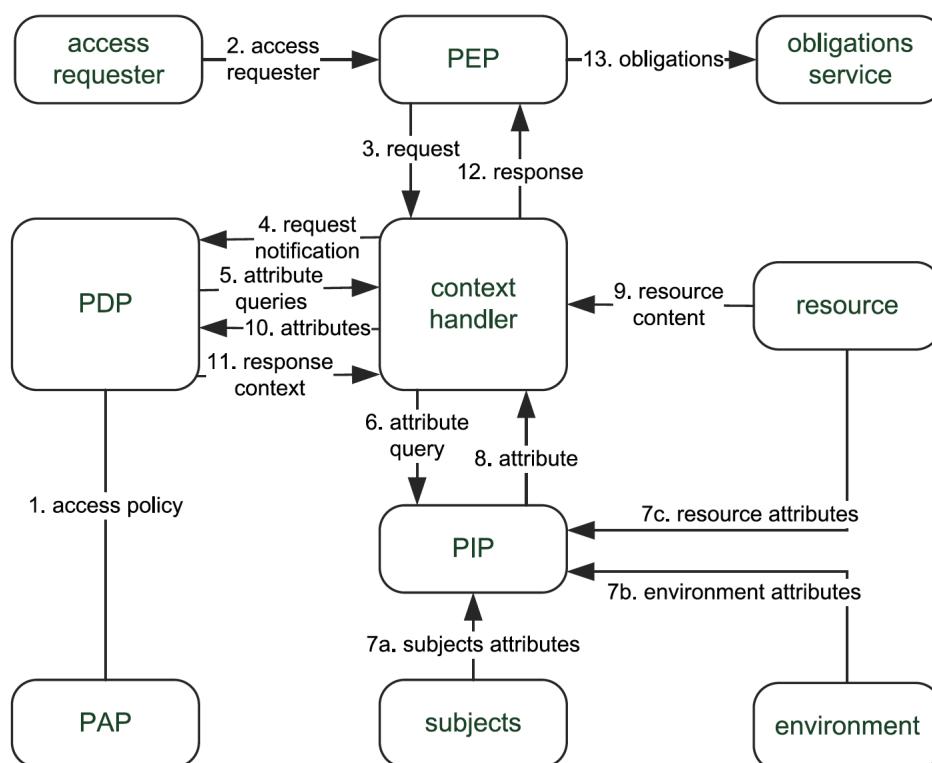 access
requester
2. access
requester
PEP
13. obligations
obligations
service
3. request
12. response
PDP
4. request
notification
5. attribute
queries
10. attributes
11. response
context
context
handler
9. resource
content
resource
6. attribute
query
8. attribute
1. access policy
PIP
7c. resource attributes
7b. environment attributes
7a. subjects attributes
PAP
subjects
environment